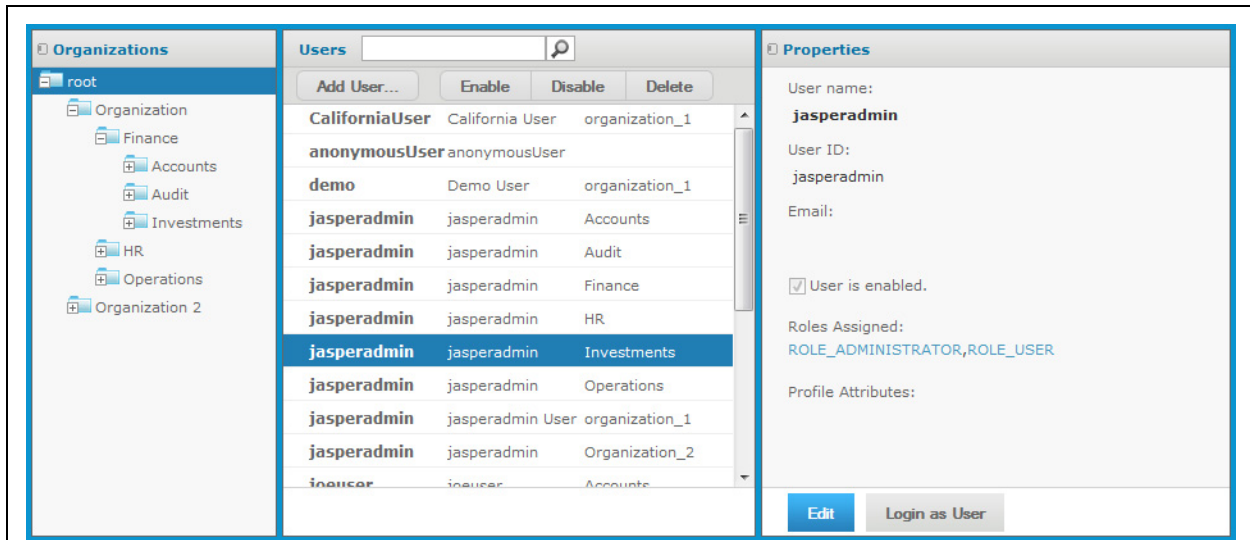 Organizations
root
Organization
Finance
Accounts
Audit
Investments
HR
Operations
Organization 2
Users
Add User... Enable Disable Delete
CaliforniaUser California User organization_1
anonymousUser anonymousUser
demo Demo User organization_1
jasperadmin jasperadmin Accounts
jasperadmin jasperadmin Audit
jasperadmin jasperadmin Finance
jasperadmin jasperadmin HR
jasperadmin jasperadmin Investments
jasperadmin jasperadmin Operations
jasperadmin jasperadmin User organization_1
jasperadmin jasperadmin Organization_2
joeuser joeuser Accounts
Properties
User name:
jasperadmin
User ID:
jasperadmin
Email:
User is enabled.
Roles Assigned:
ROLE_ADMINISTRATOR,ROLE_USER
Profile Attributes:
Edit Login as User